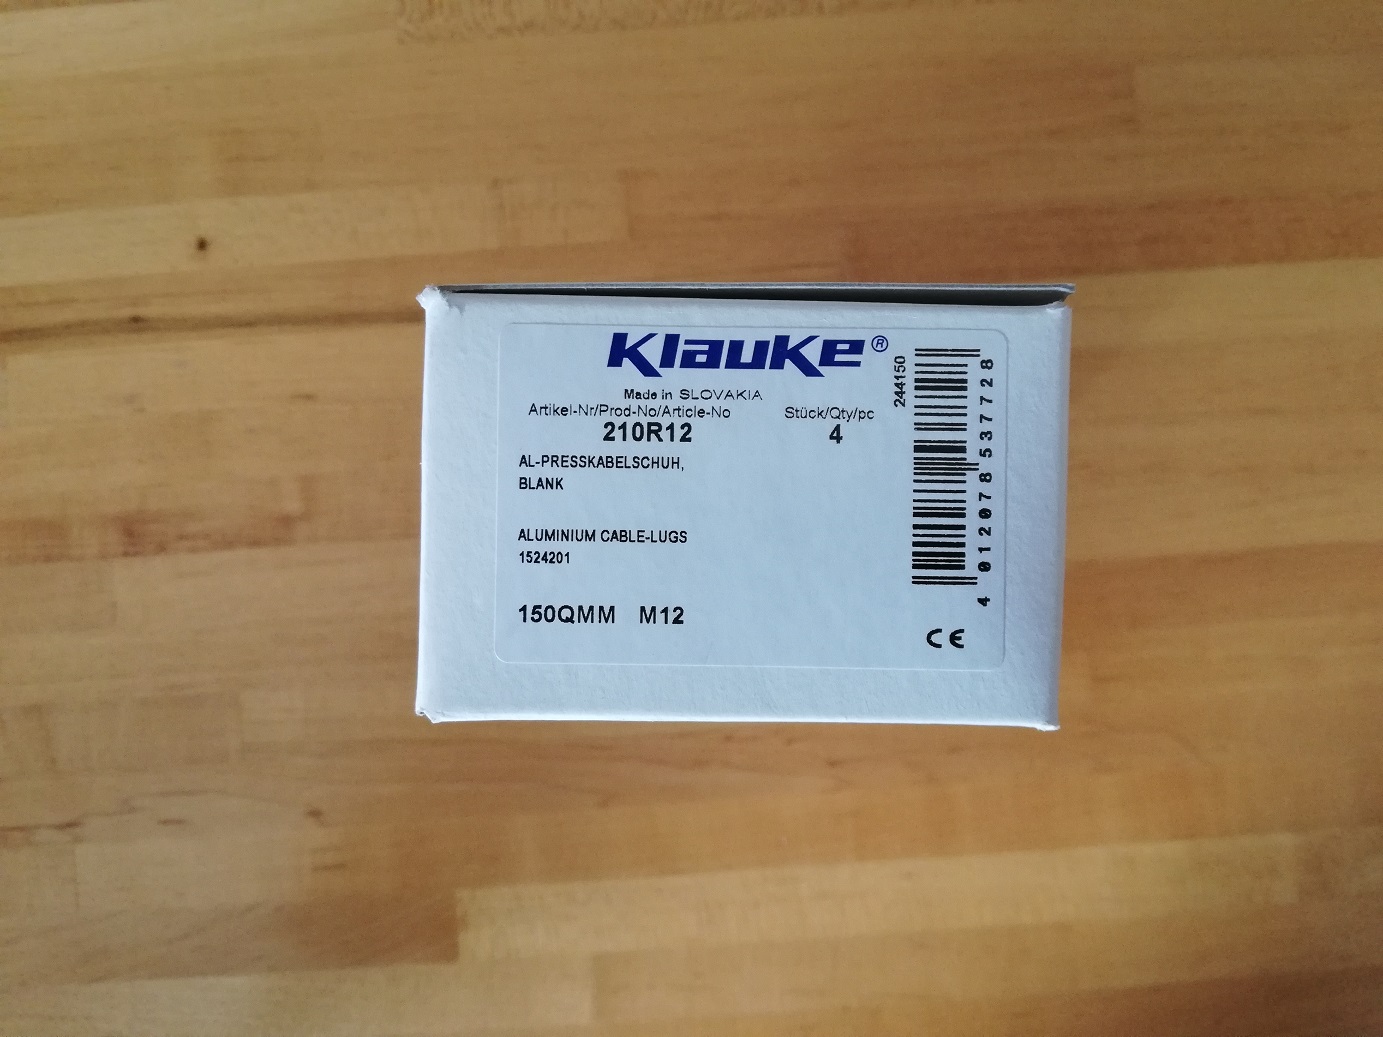 Klauke®
Made in SLOVAKIA
Artikel-Nr/Prod-No/Article-No Stück/Qty/pc
210R12 4
AL-PRESSKABELSCHUH,
BLANK
ALUMINIUM CABLE-LUGS
1524201
150QMM M12
244150
4 012078 537728
CE